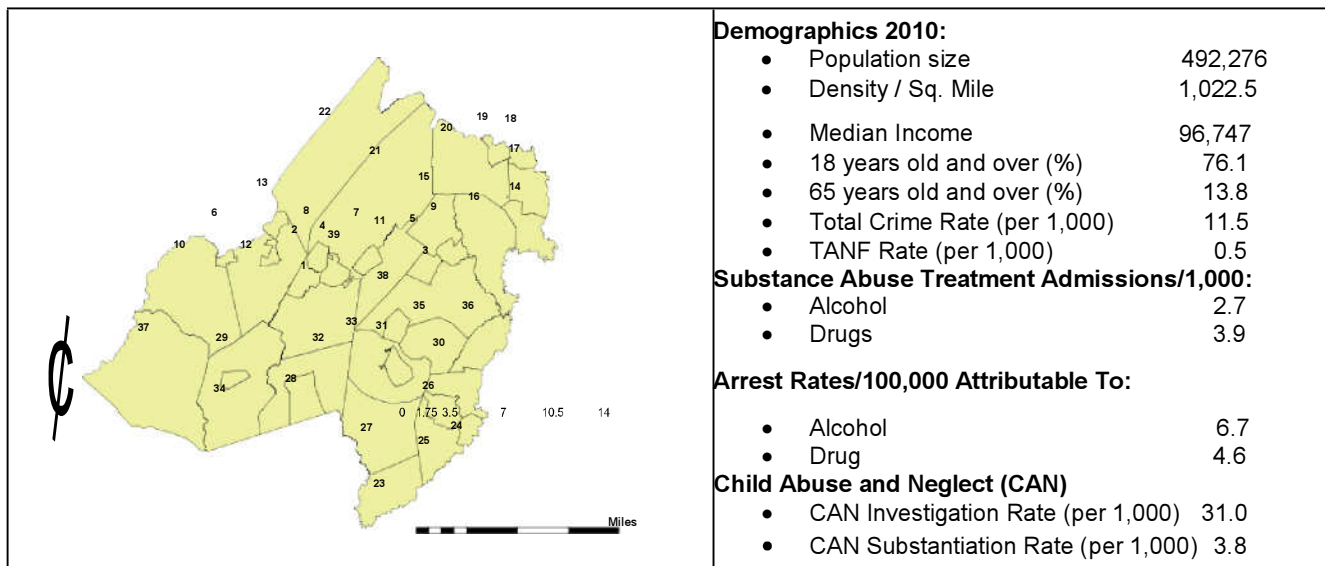 22
19 18
20
21
17
13
15
14
16
6
8 7
9
11 5
4
2
39
10 12
3
1
38
35 36
37
33
31
29
32
30
34
28
26
0 1.75 3.5 7 10.5 14
27
24
25
23
Miles
Demographics 2010:
• Population size 492,276
• Density / Sq. Mile 1,022.5
• Median Income 96,747
• 18 years old and over (%) 76.1
• 65 years old and over (%) 13.8
• Total Crime Rate (per 1,000) 11.5
• TANF Rate (per 1,000) 0.5
Substance Abuse Treatment Admissions/1,000:
• Alcohol 2.7
• Drugs 3.9
Arrest Rates/100,000 Attributable To:
• Alcohol 6.7
• Drug 4.6
Child Abuse and Neglect (CAN)
• CAN Investigation Rate (per 1,000) 31.0
• CAN Substantiation Rate (per 1,000) 3.8